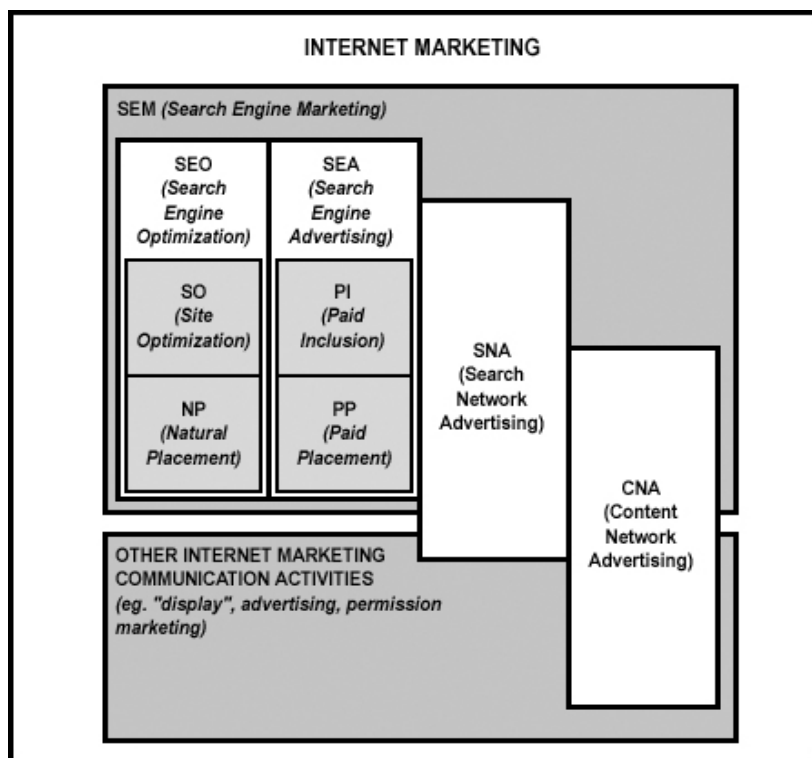 INTERNET MARKETING
SEM (Search Engine Marketing)
SEO
(Search
Engine
Optimization)
SO
(Site
Optimization)
NP
(Natural
Placement)
SEA
(Search
Engine
Advertising)
PI
(Paid
Inclusion)
PP
(Paid
Placement)
SNA
(Search
Network
Advertising)
CNA
(Content
Network
Advertising)
OTHER INTERNET MARKETING
COMMUNICATION ACTIVITIES
(eg. "display", advertising, permission
marketing)